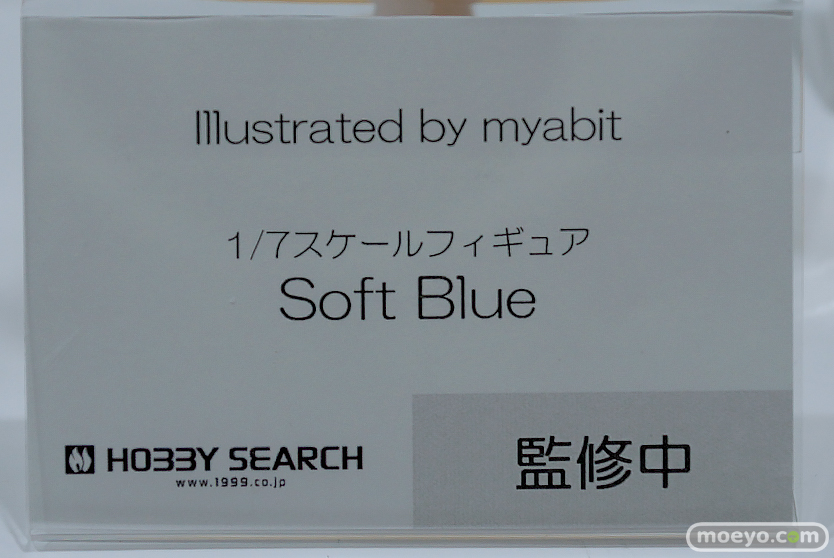 Illustrated by myabit
1/7スケールフィギュア
Soft Blue
HOBBY SEARCH
www.1999.co.jp
監修中
moeyo.com